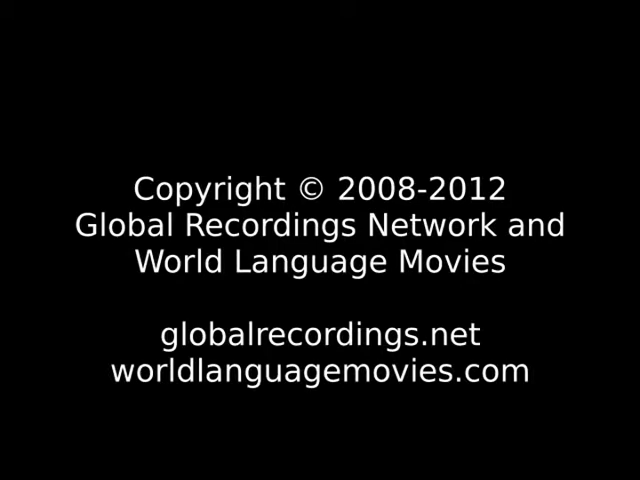 Copyright © 2008-2012
Global Recordings Network and
World Language Movies
globalrecordings.net
worldlanguagemovies.com